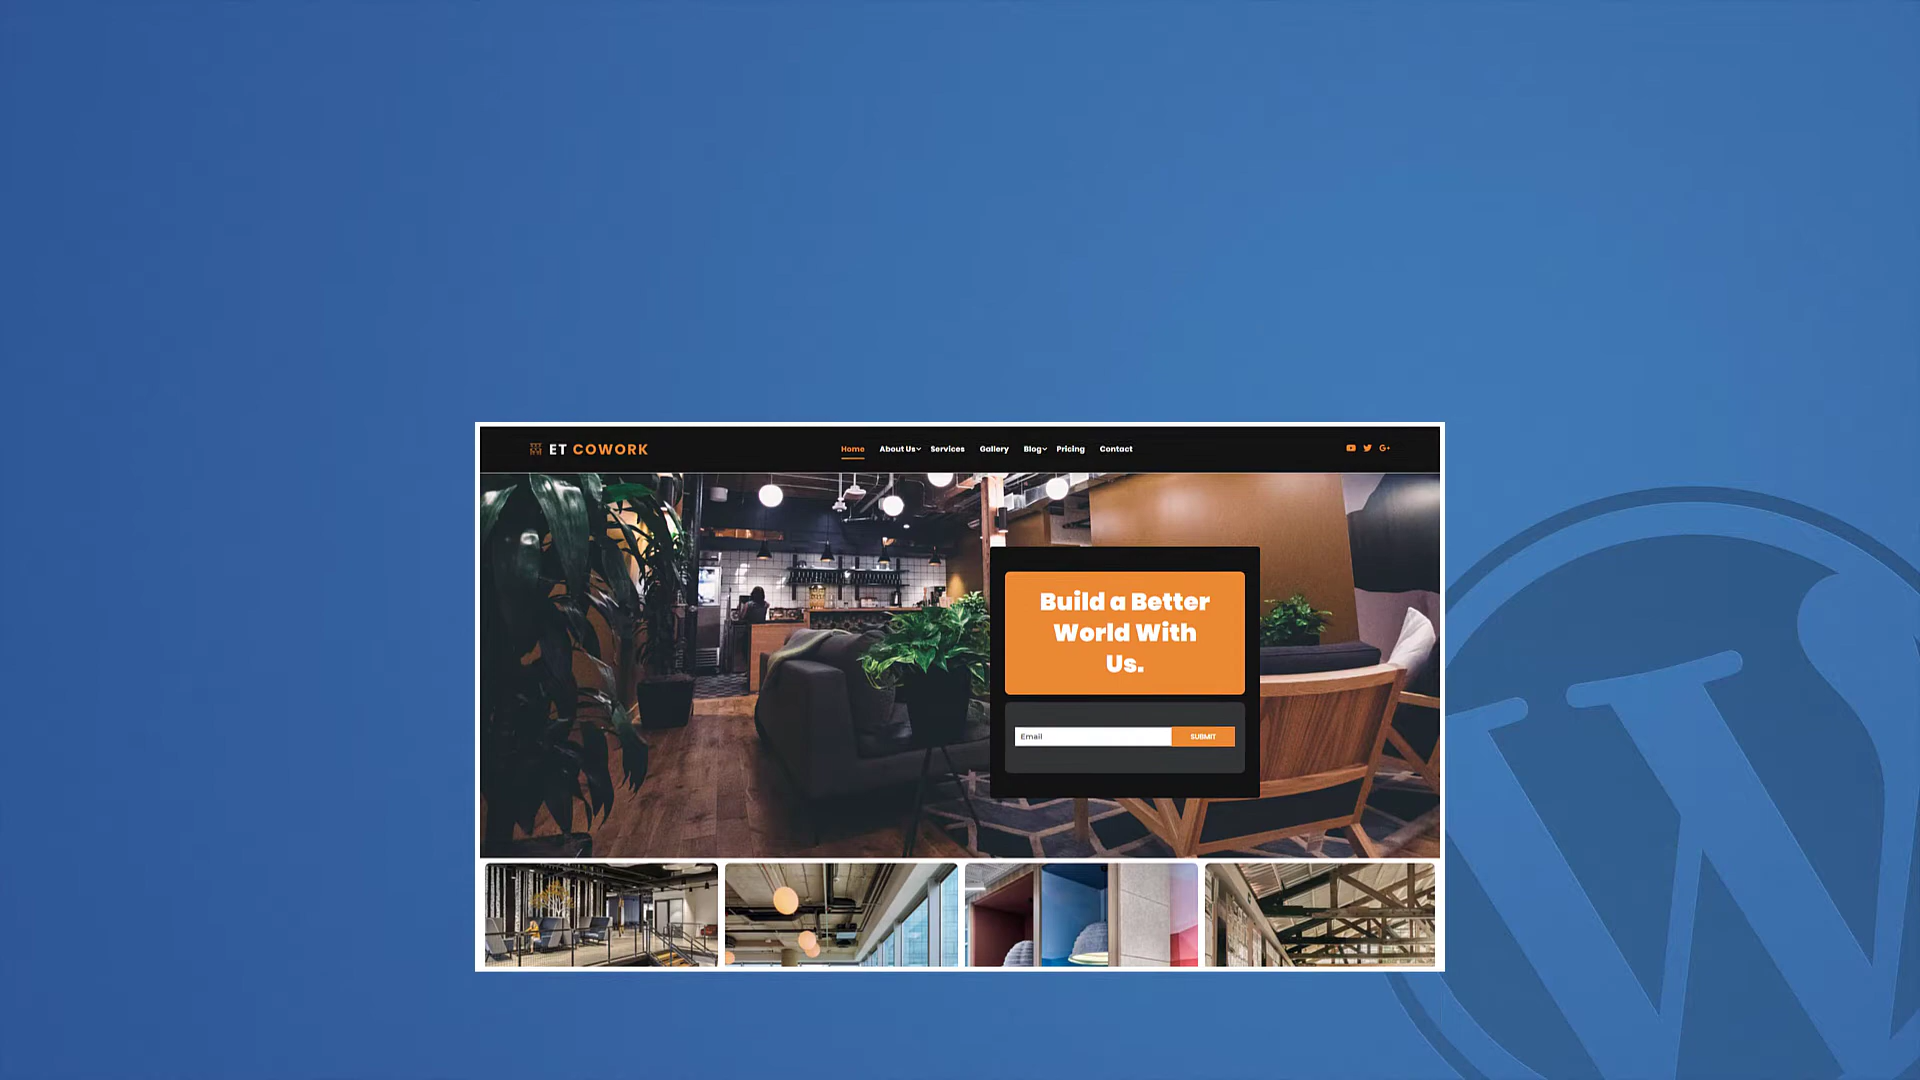 ET COWORK
Home About Us Services Gallery Blog Pricing Contact
Build a Better
World With
Us.
Email SUBMIT